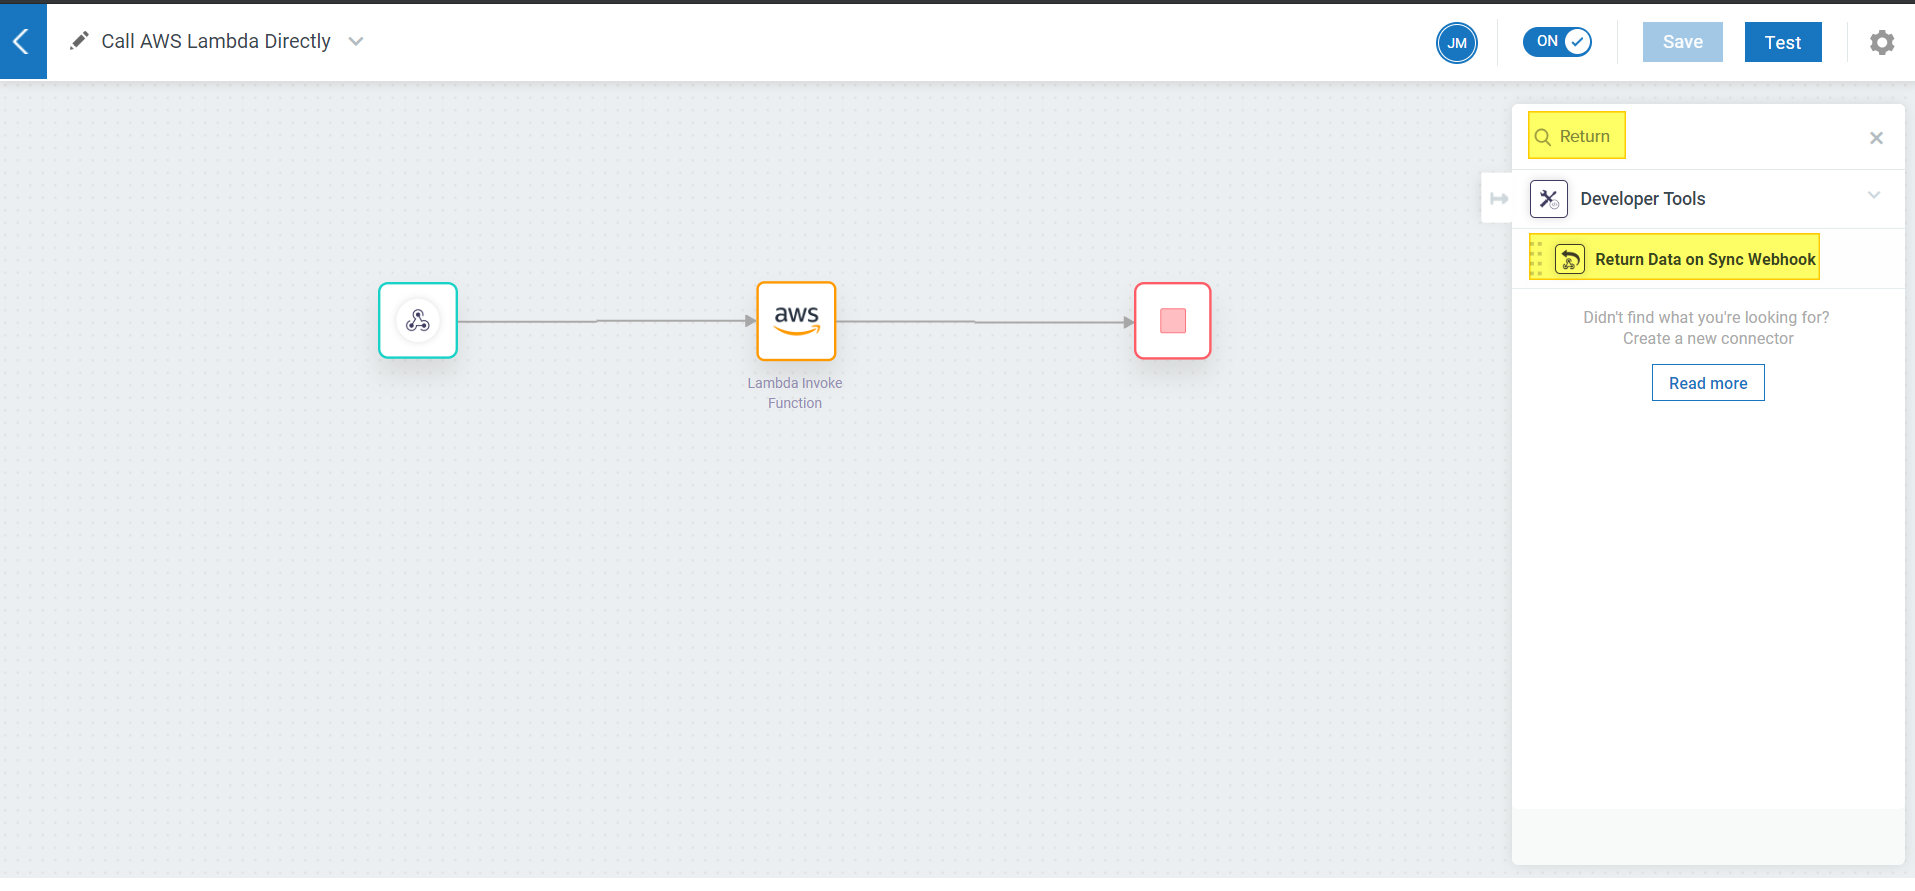 Call AWS Lambda Directly
JM
ON
Save
Test
Return
Developer Tools
Return Data on Sync Webhook
Didn't find what you're looking for?
Create a new connector
Read more
aws
Lambda Invoke
Function